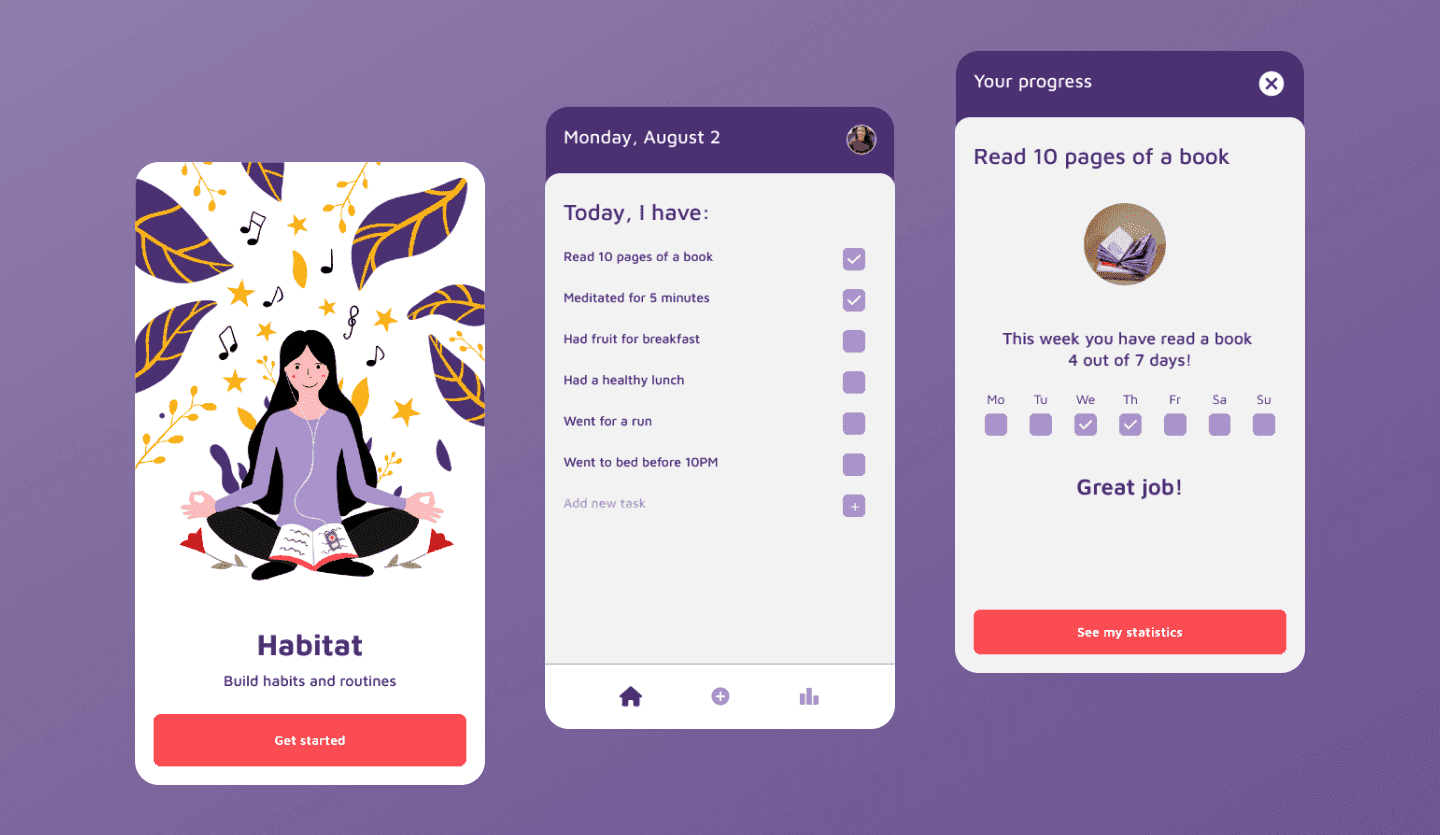 Habitat
Build habits and routines
Get started
Monday, August 2
Today, I have:
Read 10 pages of a book
Meditated for 5 minutes
Had fruit for breakfast
Had a healthy lunch
Went for a run
Went to bed before 10PM
Add new task
Your progress
Read 10 pages of a book
This week you have read a book
4 out of 7 days!
Mo Tu We Th Fr Sa Su
Great job!
See my statistics